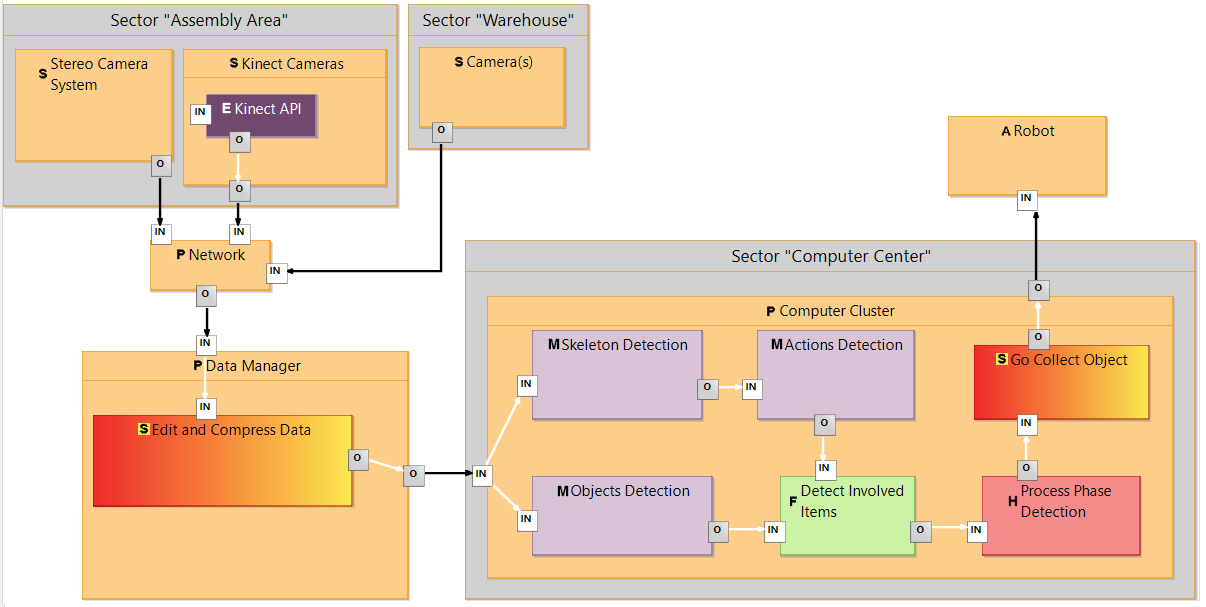 Sector "Assembly Area"
Sector "Warehouse"
S Stereo Camera
System
S Kinect Cameras
S Camera(s)
IN
E Kinect API
O
O
O
O
A Robot
IN
IN
IN
P Network
IN
O
Sector "Computer Center"
O
P Computer Cluster
IN
P Data Manager
O
M Skeleton Detection
M Actions Detection
S Go Collect Object
IN
O
IN
IN
S Edit and Compress Data
O
IN
O
O
IN
IN
O
M Objects Detection
F Detect Involved
Items
H Process Phase
Detection
IN
O
IN
O
IN